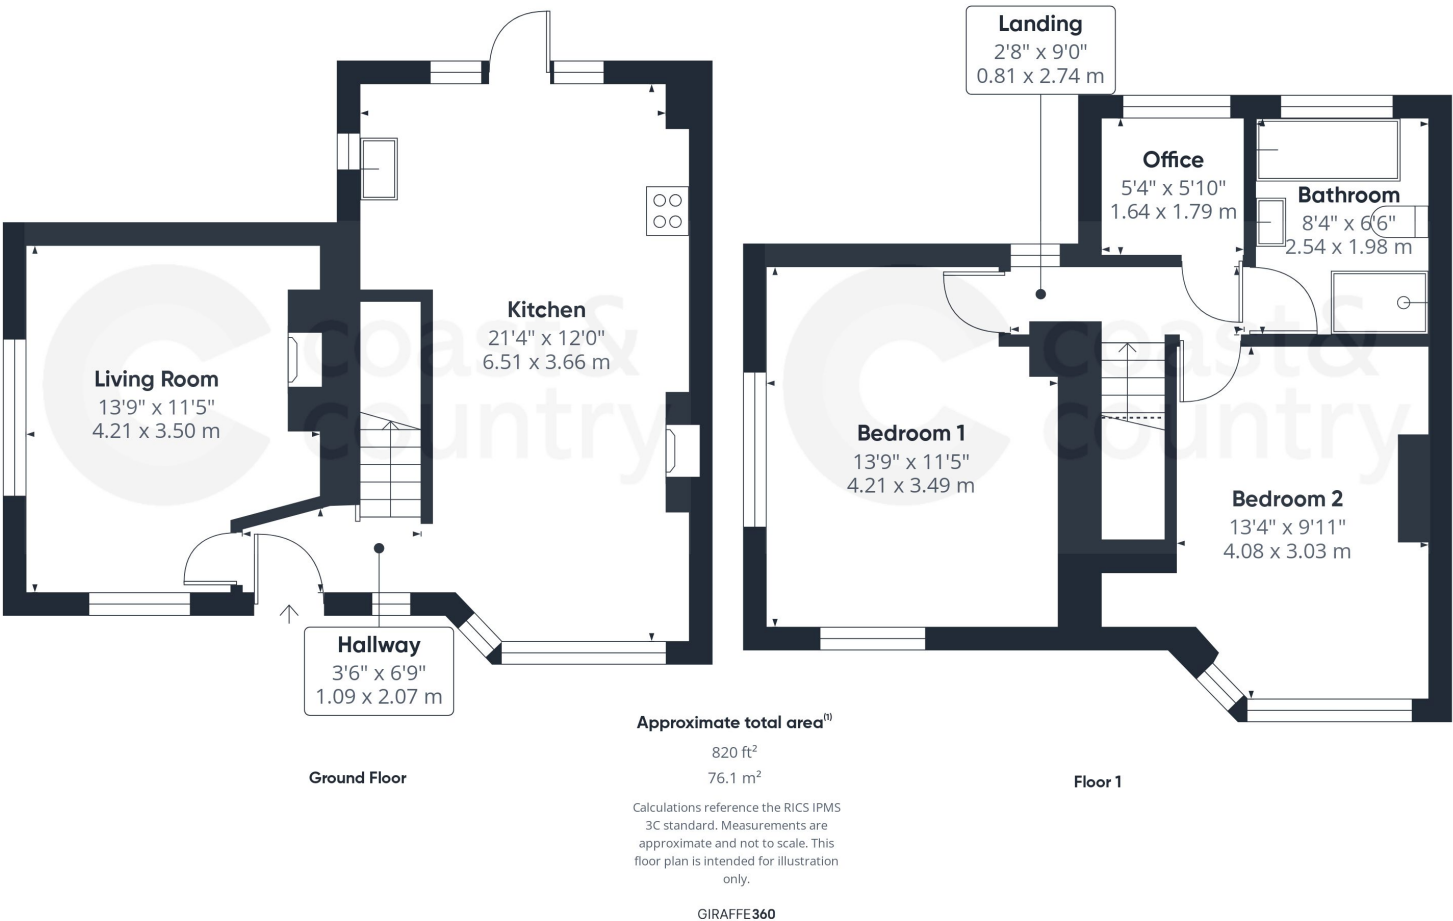 Landing
2'8" x 9'0"
0.81 x 2.74 m
Office
5'4" x 5'10"
1.64 x 1.79 m
Bathroom
8'4" x 6'6"
2.54 x 1.98 m
Kitchen
21'4" x 12'0"
6.51 x 3.66 m
Living Room
13'9" x 11'5"
4.21 x 3.50 m
coast &
country
coast &
country
Bedroom 1
13'9" x 11'5"
4.21 x 3.49 m
Bedroom 2
13'4" x 9'11"
4.08 x 3.03 m
Hallway
3'6" x 6'9"
1.09 x 2.07 m
Ground Floor
Approximate total area(1)
820 ft²
76.1 m²
Floor 1
Calculations reference the RICS IPMS
3C standard. Measurements are
approximate and not to scale. This
floor plan is intended for illustration
only.
GIRAFFE360